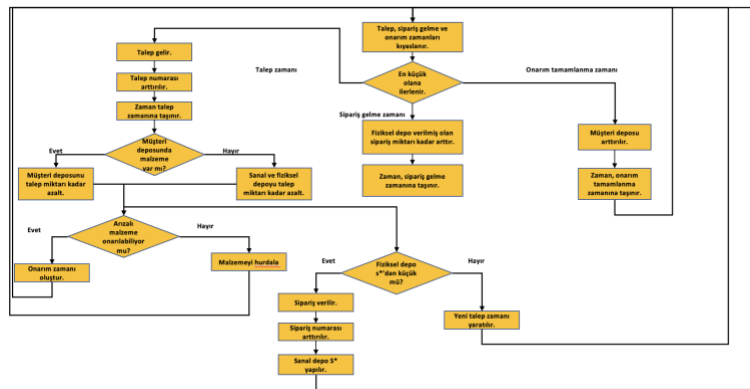 Talep, sipariş gelme ve
onarım zamanları
kıyaslanır.
Talep gelir.
Talep numarası
arttırılır.
Zaman talep
zamanına taşınır.
Talep zamanı
En küçük
olana
ilerlenir.
Onarım tamamlanma zamanı
Sipariş gelme zamanı
Fiziksel depo verilmiş olan
sipariş miktarı kadar arttır.
Zaman, sipariş gelme
zamanına taşınır.
Müşteri deposu
arttırılır.
Zaman, onarım
tamamlanma
zamanına taşınır.
Müşteri
deposunda
malzeme
var mı?
Evet
Hayır
Müşteri deposunu
talep miktarı kadar
azalt.
Sanal ve fiziksel
depoyu talep
miktarı kadar azalt.
Arızalı
malzeme
onarılabiliyor
mu?
Evet
Hayır
Onarım zamanı
oluştur.
Malzemeyi hurdala
Fiziksel depo
s*'dan küçük
mü?
Evet
Hayır
Sipariş verilir.
Sipariş numarası
arttırılır.
Sanal depo S*
yapılır.
Yeni talep zamanı
yaratılır.